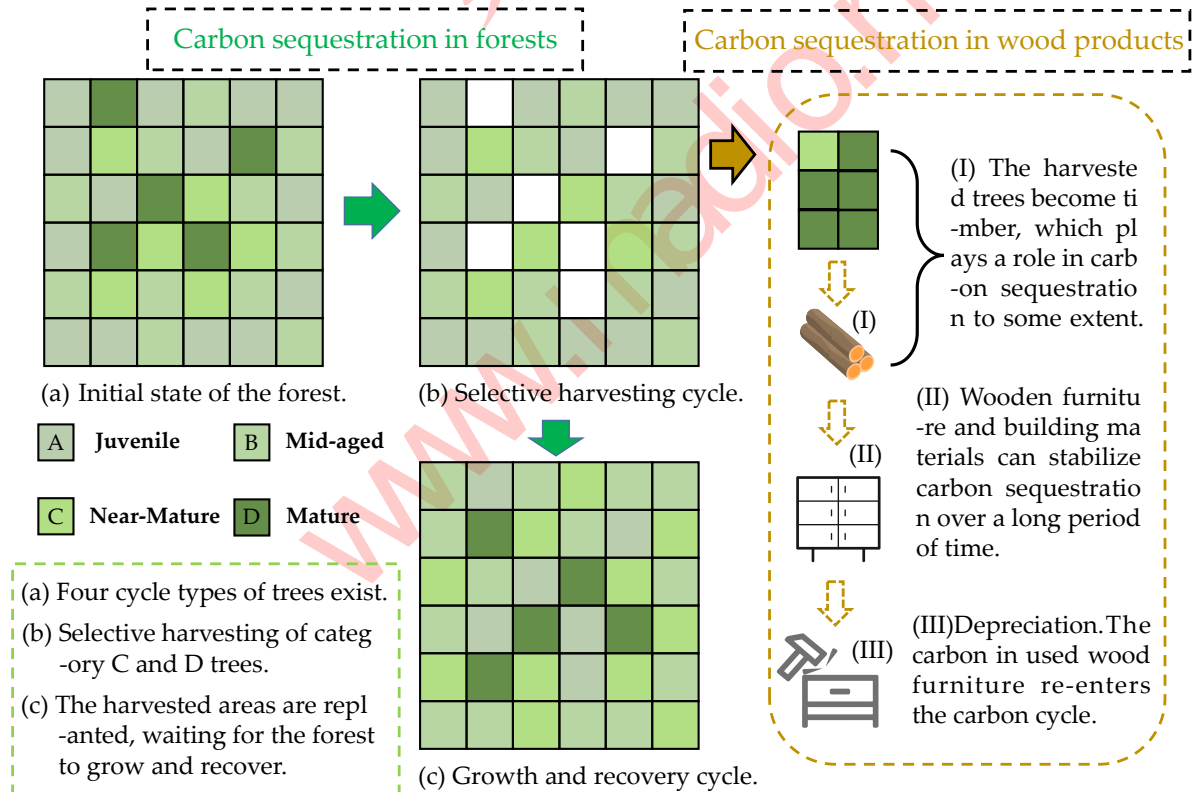 Carbon sequestration in forests
Carbon sequestration in wood products
(a) Initial state of the forest.
(b) Selective harvesting cycle.
A Juvenile
B Mid-aged
C Near-Mature
D Mature
(a) Four cycle types of trees exist.
(b) Selective harvesting of categ
-ory C and D trees.
(c) The harvested areas are repl
-anted, waiting for the forest
to grow and recover.
(c) Growth and recovery cycle.
(I) The harveste
d trees become ti
-mber, which pl
ays a role in carb
-on sequestratio
n to some extent.
(I)
(II) Wooden furnitu
-re and building ma
terials can stabilize
carbon sequestratio
n over a long period
of time.
(II)
(III)Depreciation.The
carbon in used wood
furniture re-enters
the carbon cycle.
(III)